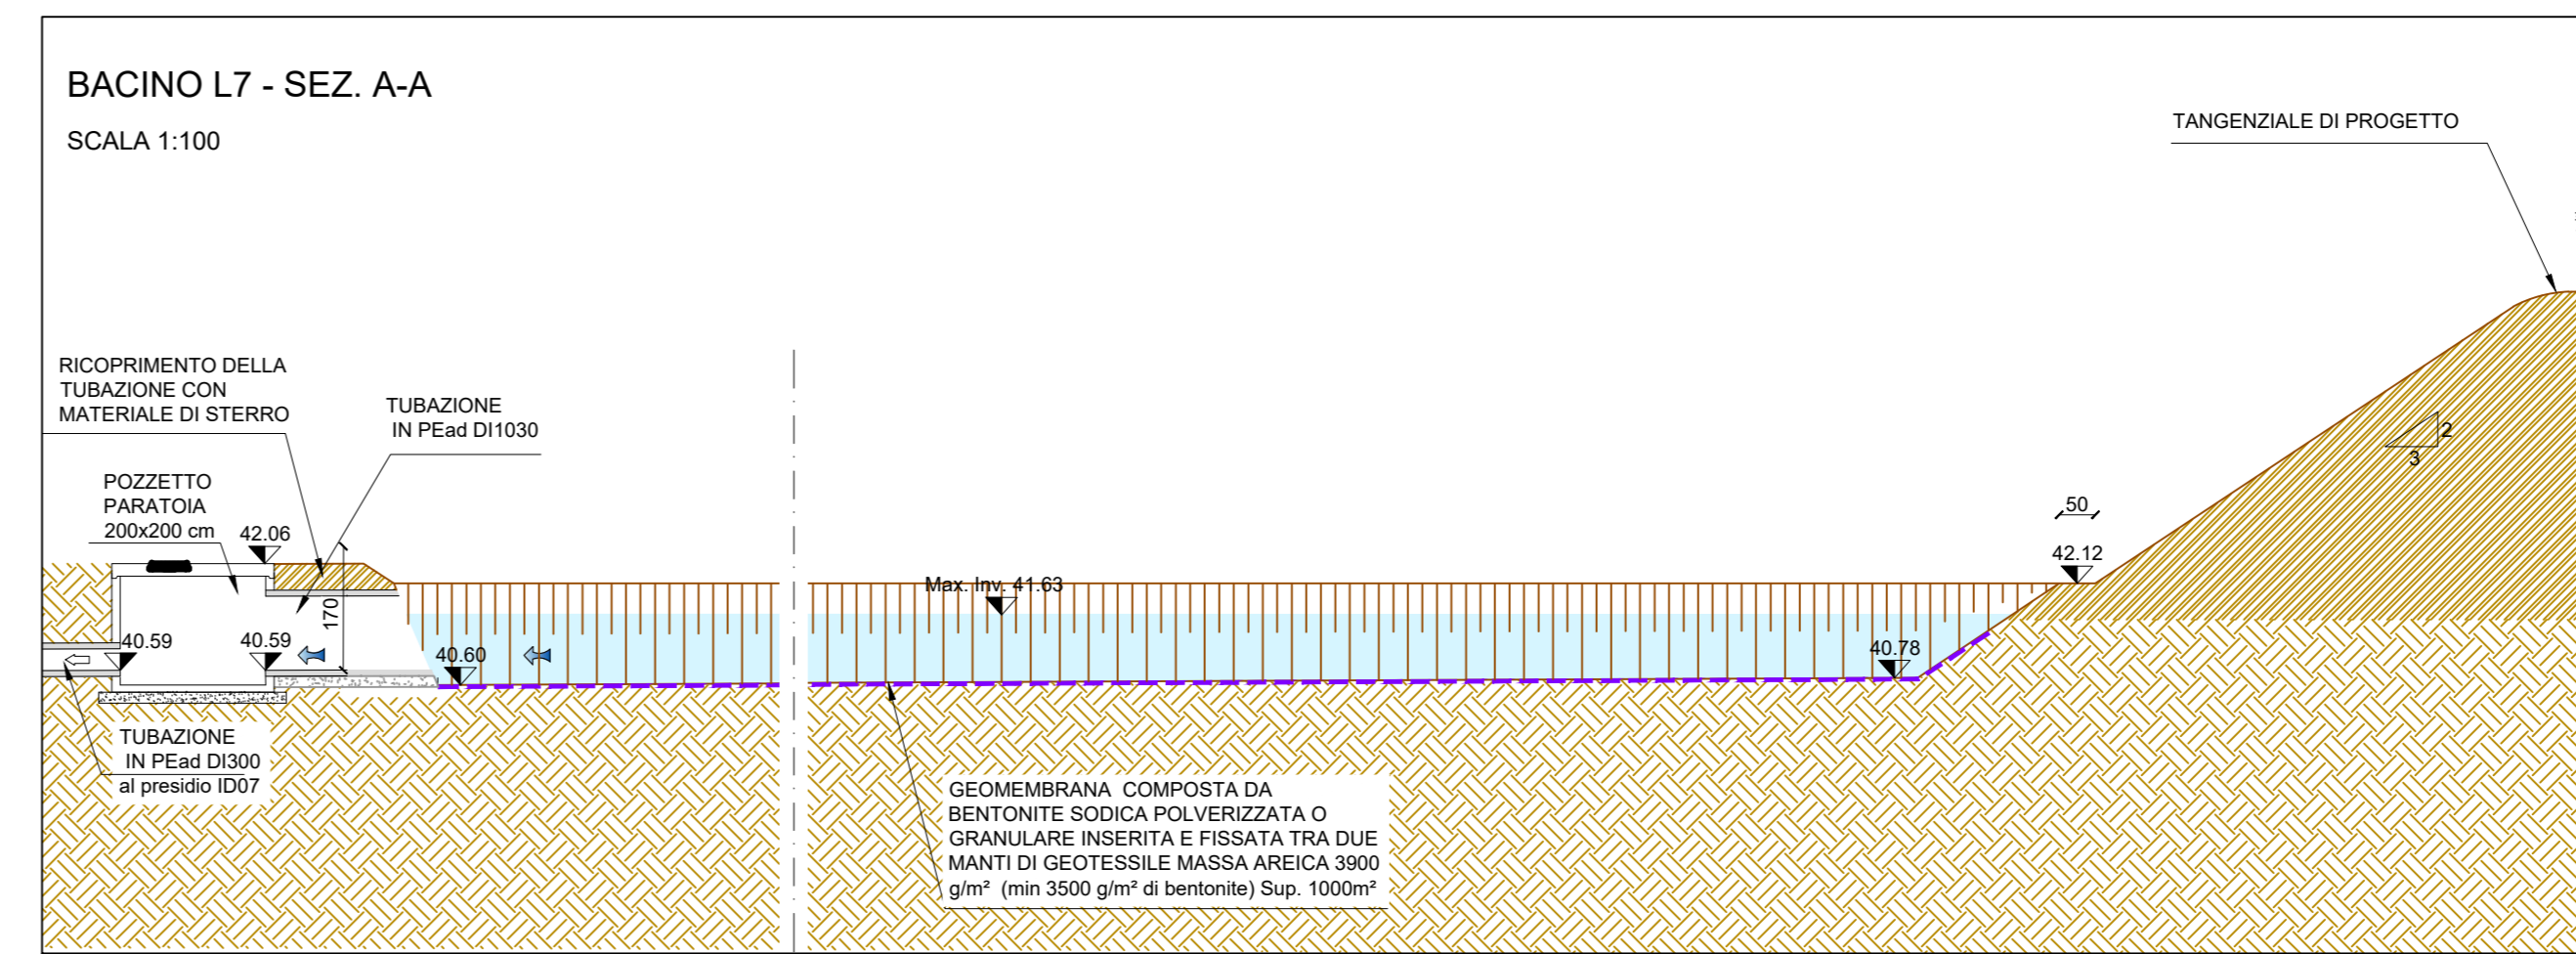 BACINO L7 - SEZ. A-A
SCALA 1:100
TANGENZIALE DI PROGETTO
RICOPRIMENTO DELLA
TUBAZIONE CON
MATERIALE DI STERRO
TUBAZIONE
IN PEad DI1030
POZZETTO
PARATOIA
200x200 cm
42.06
170
40.59
40.59
40.60
Max. Inv. 41.63
40.78
50
42.12
2
3
TUBAZIONE
IN PEad DI300
al presidio ID07
GEOMEMBRANA COMPOSTA DA
BENTONITE SODICA POLVERIZZATA O
GRANULARE INSERITA E FISSATA TRA DUE
MANTI DI GEOTESSILE MASSA AREICA 3900
g/m² (min 3500 g/m² di bentonite) Sup. 1000m²